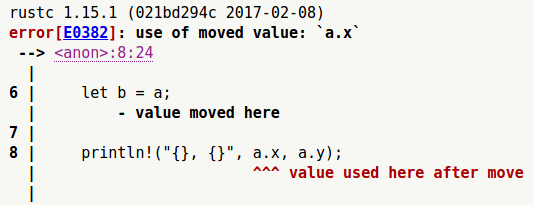 rustc 1.15.1 (021bd294c 2017-02-08)
error[E0382]: use of moved value: `a.x`
 --> <anon>:8:24
  |
6 |     let b = a;
  |         - value moved here
7 |
8 |     println!("{}, {}", a.x, a.y);
  |                        ^^^ value used here after move
  |